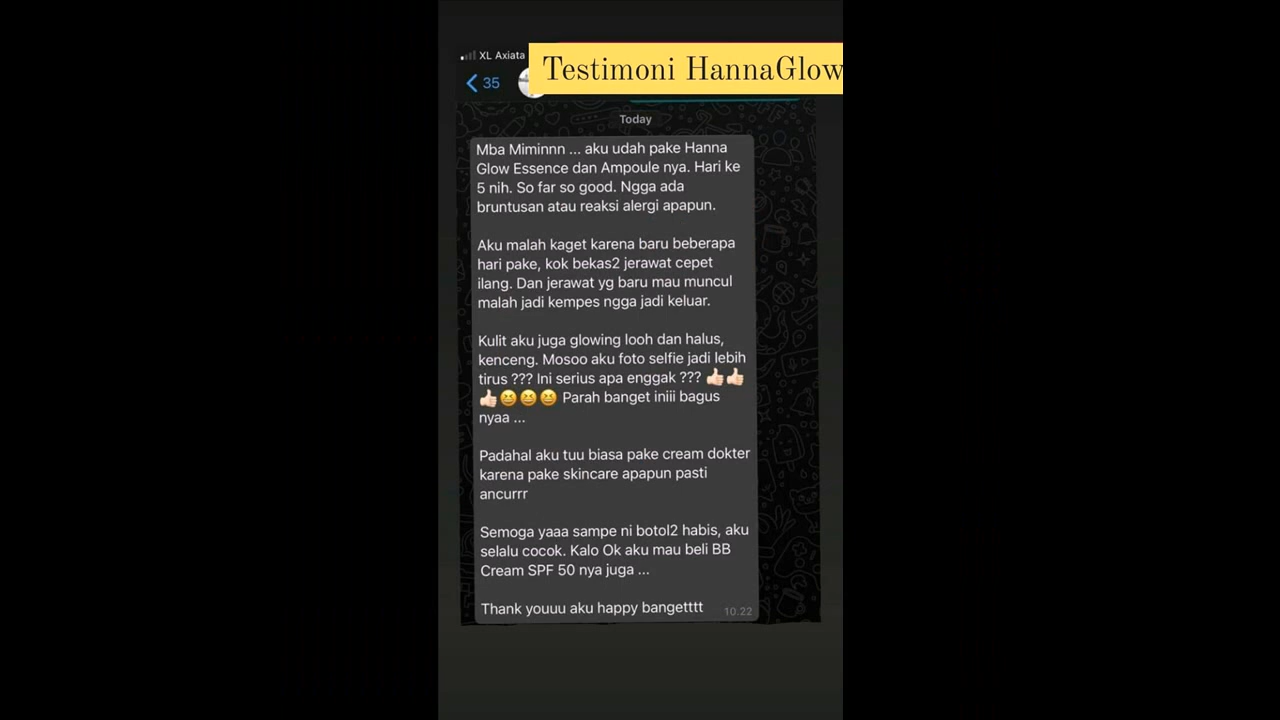 XL Axiata
Testimoni HannaGlow
35
Today
Mba Miminnn ... aku udah pake Hanna
Glow Essence dan Ampoule nya. Hari ke
5 nih. So far so good. Ngga ada
bruntusan atau reaksi alergi apapun.
Aku malah kaget karena baru beberapa
hari pake, kok bekas2 jerawat cepet
ilang. Dan jerawat yg baru mau muncul
malah jadi kempes ngga jadi keluar.
Kulit aku juga glowing looh dan halus,
kenceng. Mosoo aku foto selfie jadi lebih
tirus ??? Ini serius apa enggak ??? 👍🏻👍🏻
👍🏻😆😆😆 Parah banget iniii bagus
nyaa ...
Padahal aku tuu biasa pake cream dokter
karena pake skincare apapun pasti
ancurrr
Semoga yaaa sampe ni botol2 habis, aku
selalu cocok. Kalo Ok aku mau beli BB
Cream SPF 50 nya juga ...
Thank youuu aku happy bangetttt
10.22